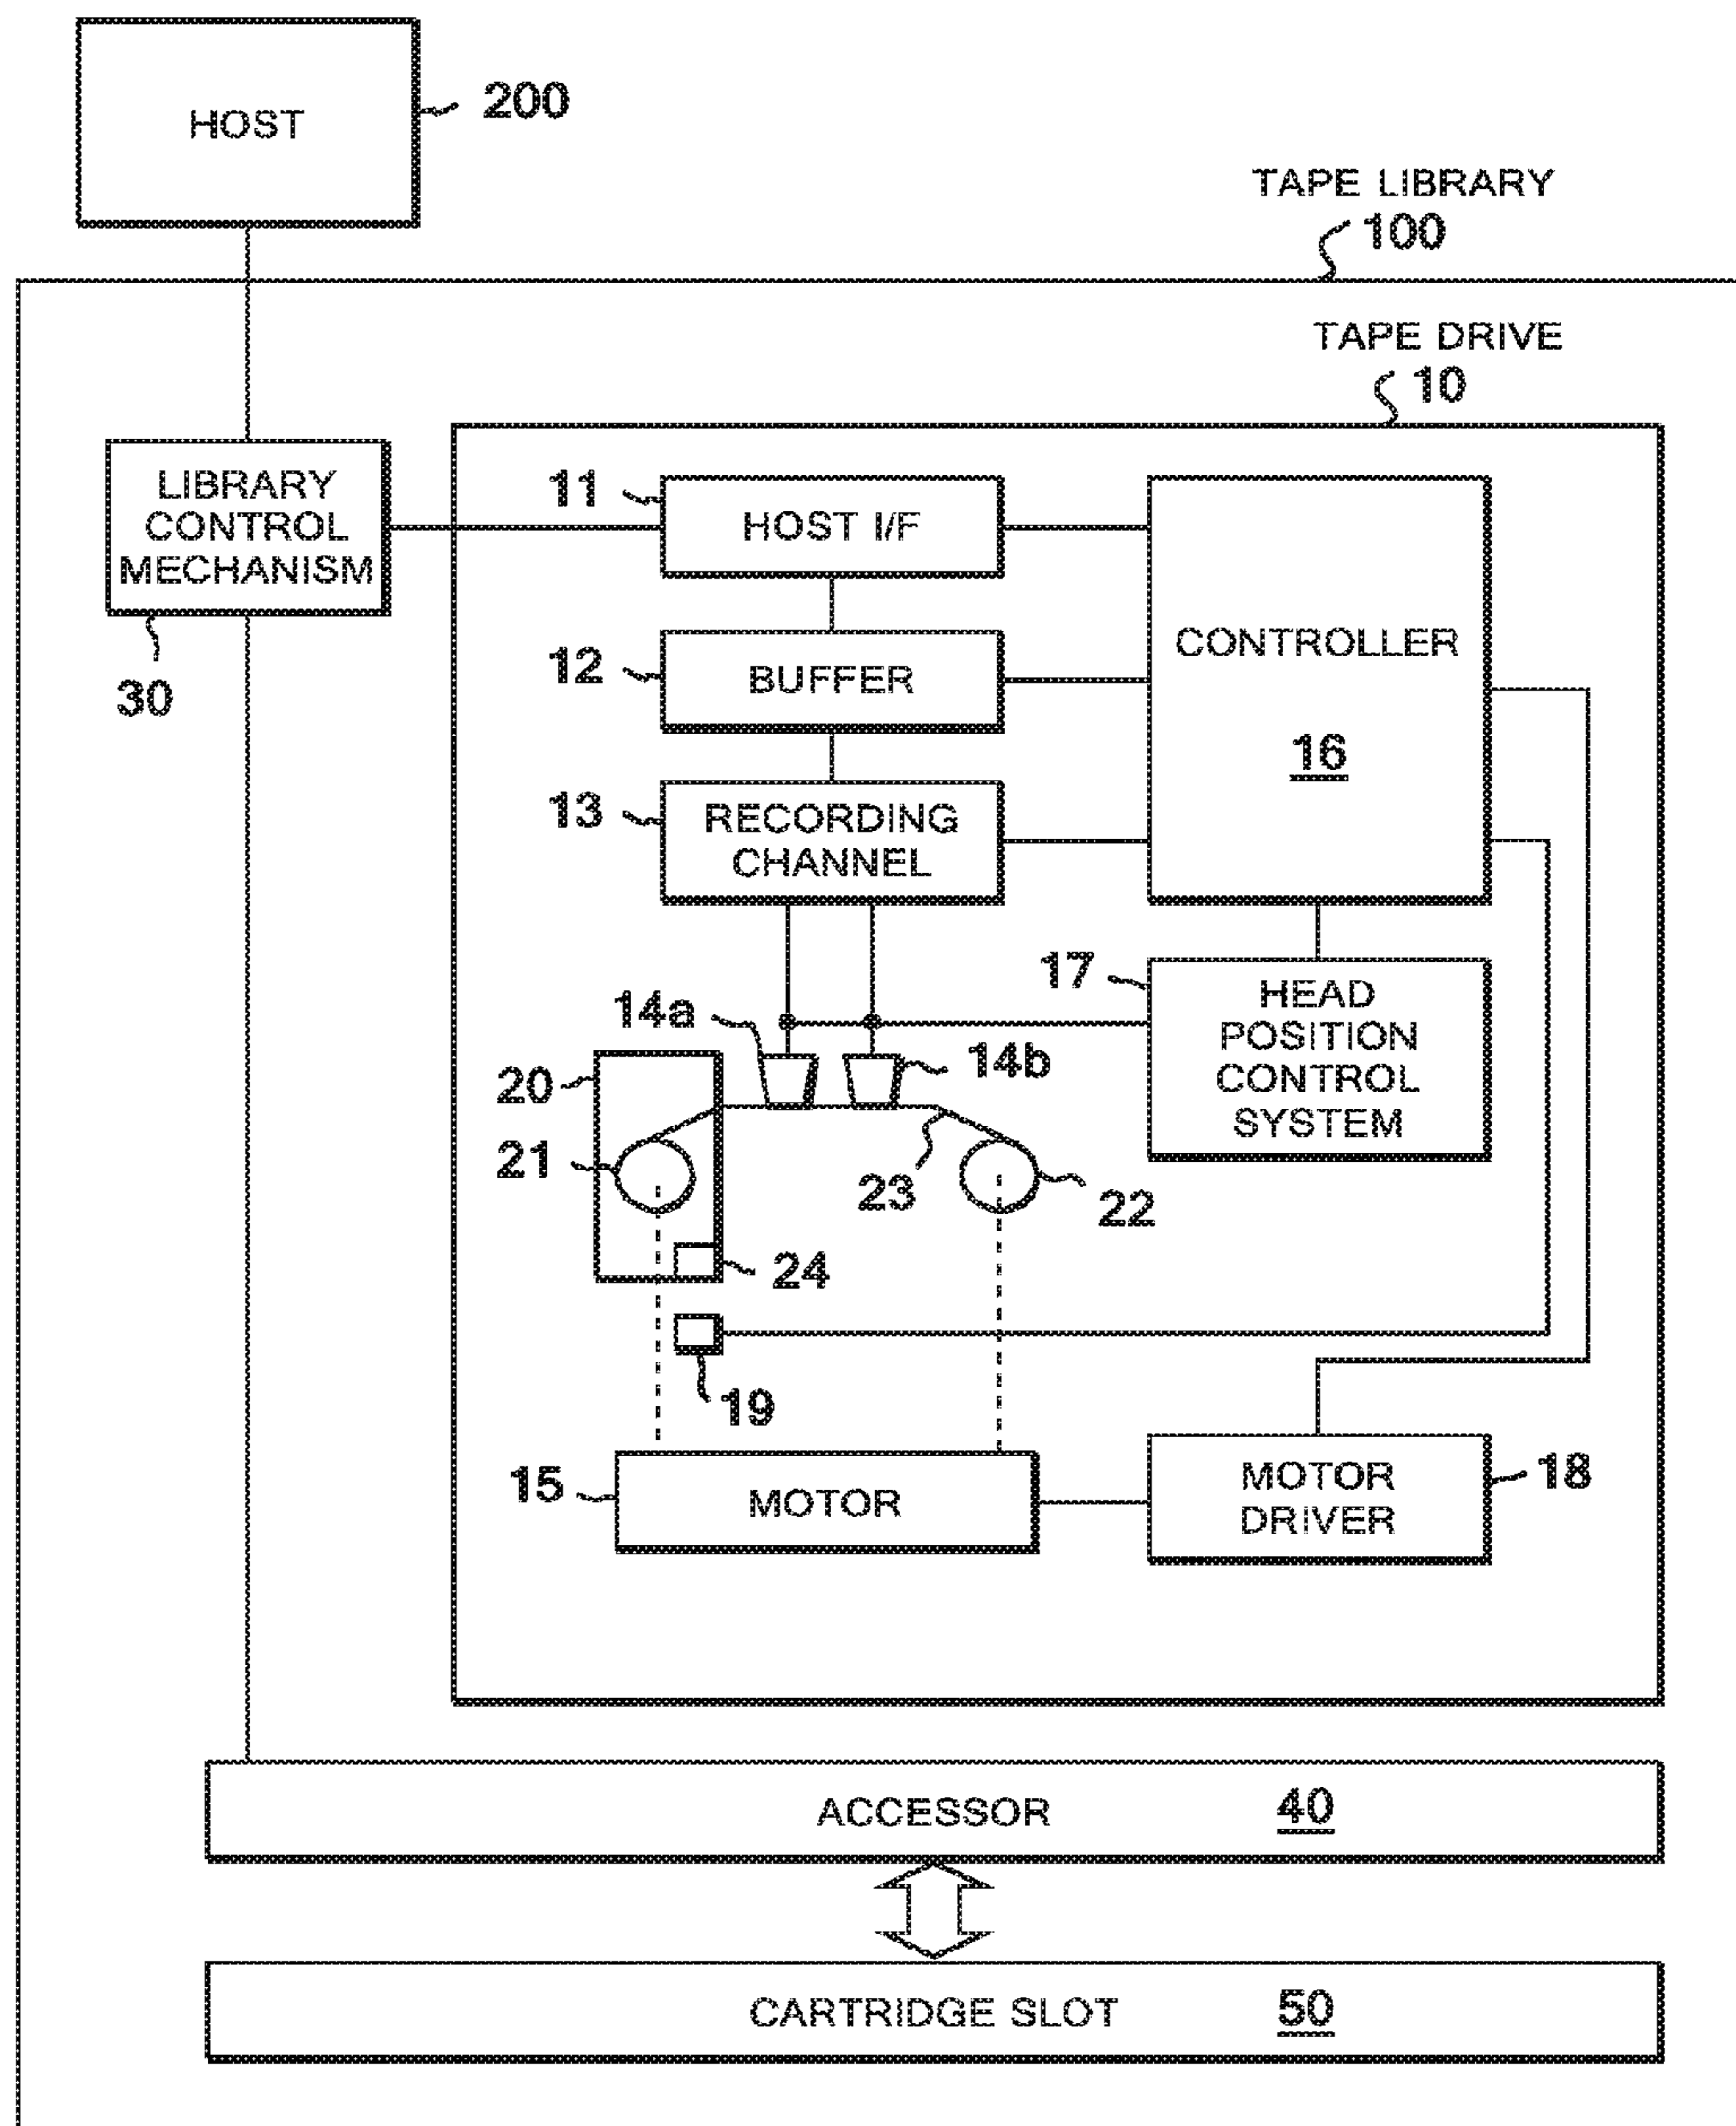 HOST
200
TAPE LIBRARY
100
TAPE DRIVE
10
LIBRARY
CONTROL
MECHANISM
30
11
HOST I/F
12
BUFFER
13
RECORDING
CHANNEL
CONTROLLER
16
17
HEAD
POSITION
CONTROL
SYSTEM
14a
14b
20
21
23
22
24
19
15
MOTOR
MOTOR
DRIVER
18
ACCESSOR 40
CARTRIDGE SLOT 50